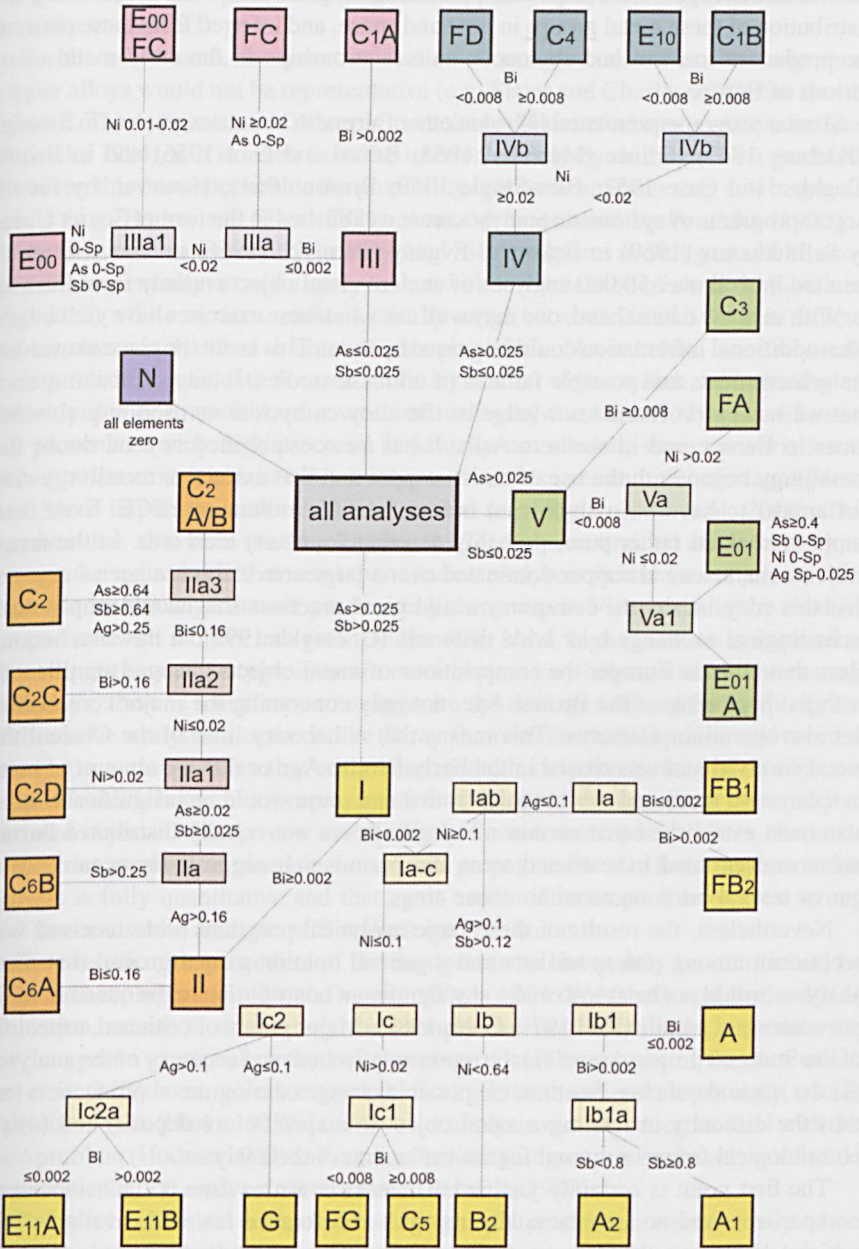 E00
FC
FC
C1A
FD
C4
E10
C1B
Bi
<0.008 ≥0.008
Bi
<0.008 ≥0.008
Ni 0.01-0.02
Ni ≥0.02
As 0-Sp
Bi>0.002
IVb
IVb
Ni
≥0.02 <0.02
E00
Ni
0-Sp
As 0-Sp
Sb 0-Sp
IIIa1
Ni
<0.02
IIIa
Bi
≤0.002
III
IV
C3
As≤0.025
Sb≤0.025
As>0.025
Sb≤0.025
N
all elements
zero
FA
Bi ≥0.008
Ni >0.02
C2
A/B
all analyses
As>0.025
Sb≤0.025
V
Bi
<0.008
Va
E01
As≥0.4
Sb 0-Sp
Ni 0-Sp
Ag Sp-0.025
Ni ≤0.02
Va1
C2
As≥0.64
Sb≥0.64
Ag>0.25
IIa3
Bi≤0.16
As>0.025
Sb>0.025
E01
A
C2C
Bi>0.16
IIa2
Ni≤0.02
C2D
Ni>0.02
IIa1
I
Iab
Ag≤0.1
Ia
Bi≤0.002
FB1
As≥0.02
Sb≥0.025
Bi<0.002
Ni≥0.1
Bi>0.002
C6B
Sb>0.25
IIa
Bi≥0.002
Ia-c
FB2
Ag>0.16
Ni≤0.1
Ag>0.1
Sb>0.12
C6A
Bi≤0.16
II
Ic2
Ic
Ib
Ib1
Bi
≤0.002
A
Ag>0.1
Ag≤0.1
Ni>0.02
Ni<0.64
Bi>0.002
Ic2a
Ic1
Ib1a
Bi
≤0.002 >0.002
Bi
<0.008 ≥0.008
Sb<0.8
Sb≥0.8
E11A
E11B
G
FG
C5
B2
A2
A1